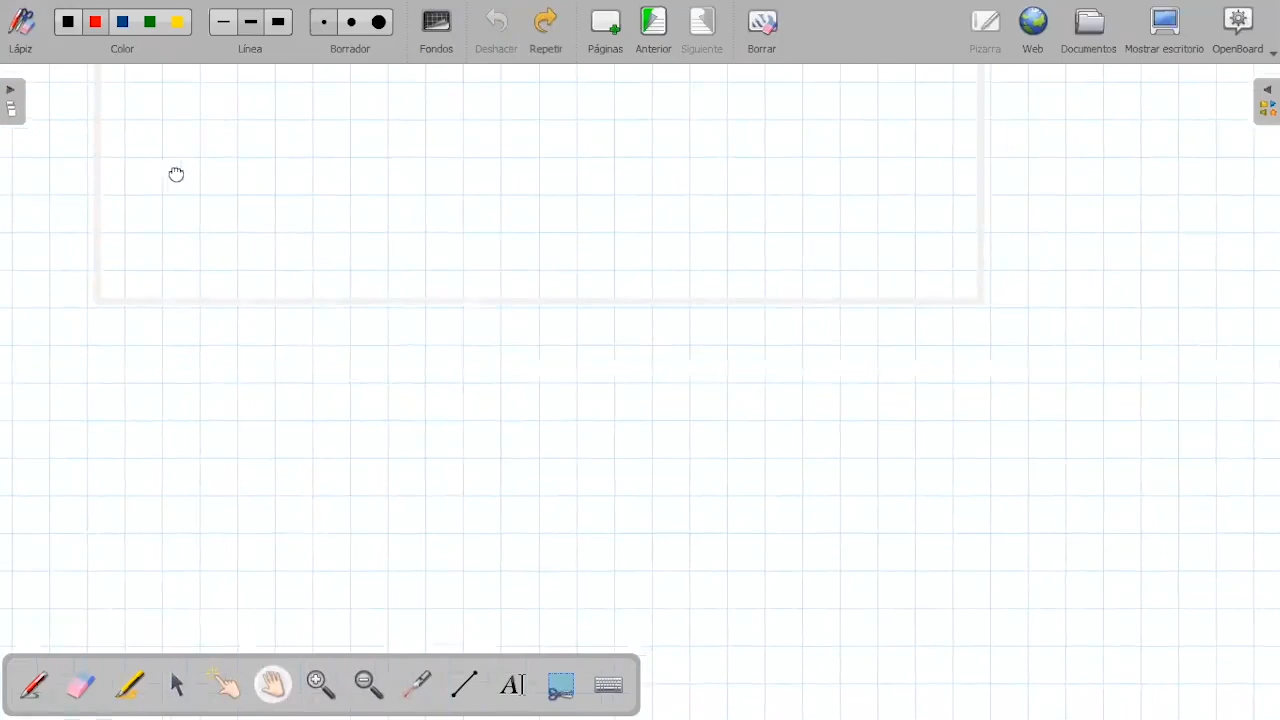 Lápiz Color Línea Borrador Fondos Deshacer Repetir Páginas Anterior Siguiente Borrar Pizarra Web Documentos Mostrar escritorio OpenBoard
A